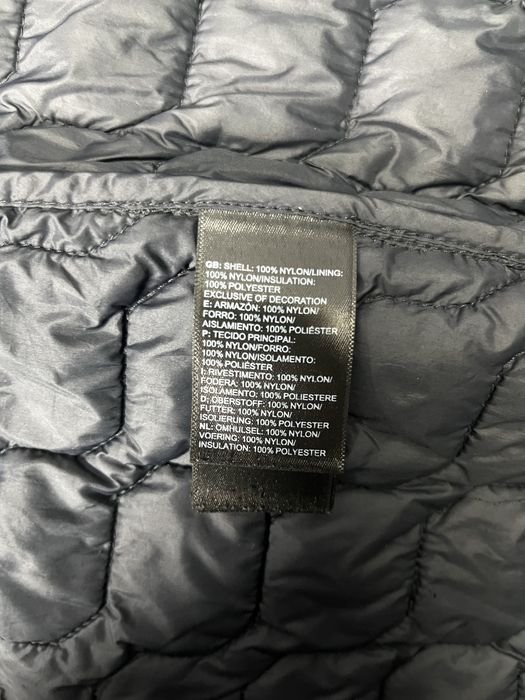 GB: SHELL: 100% NYLON/LINING:
100% NYLON/INSULATION:
100% POLYESTER
EXCLUSIVE OF DECORATION
E: ARMAZÓN: 100% NYLON/
FORRO: 100% NYLON/
AISLAMIENTO: 100% POLIÉSTER
P: TECIDO PRINCIPAL:
100% NYLON/FORRO:
100% NYLON/ISOLAMENTO:
100% POLIÉSTER
I: RIVESTIMENTO: 100% NYLON/
FODERA: 100% NYLON/
ISOLAMENTO: 100% POLIESTERE
D: OBERSTOFF: 100% NYLON/
FUTTER: 100% NYLON/
ISOLIERUNG: 100% POLYESTER
NL: OMHULSEL: 100% NYLON/
VOERING: 100% NYLON/
INSULATION: 100% POLYESTER